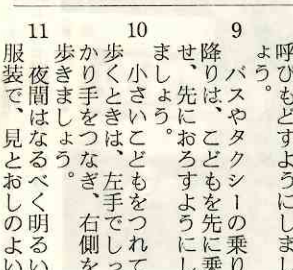 呼びもどすようにしまし
ょう。
9 バスやタクシーの乗り
降りは、こどもを先に乗
せ、先におろすようにし
ましょう。
10 小さいこどもをつれて
歩くときは、左手でしっ
かり手をつなぎ、右側を
歩きましょう。
11 夜間はなるべく明るい
服装で、見とおしのよい